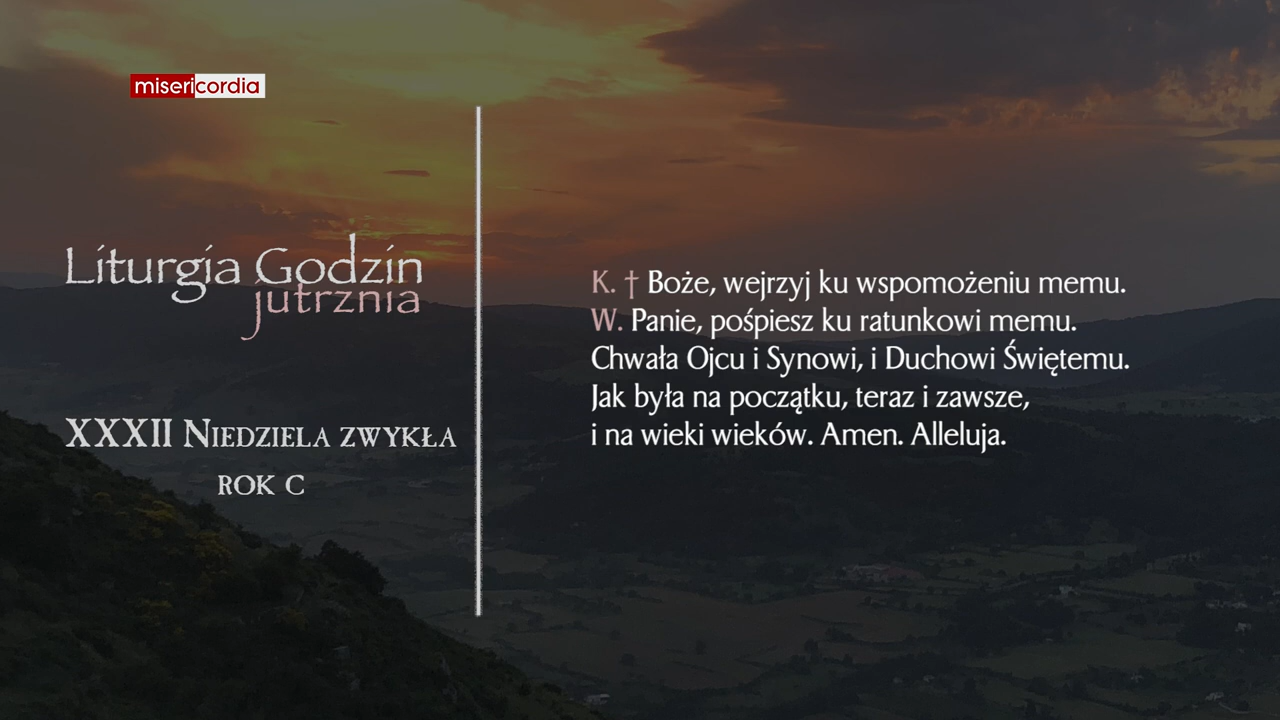 misericordia
Liturgia Godzin
jutrznia
XXXII Niedziela zwykła
rok C
K. † Boże, wejrzyj ku wspomożeniu memu.
W. Panie, pośpiesz ku ratunkowi memu.
Chwała Ojcu i Synowi, i Duchowi Świętemu.
Jak była na początku, teraz i zawsze,
i na wieki wieków. Amen. Alleluja.